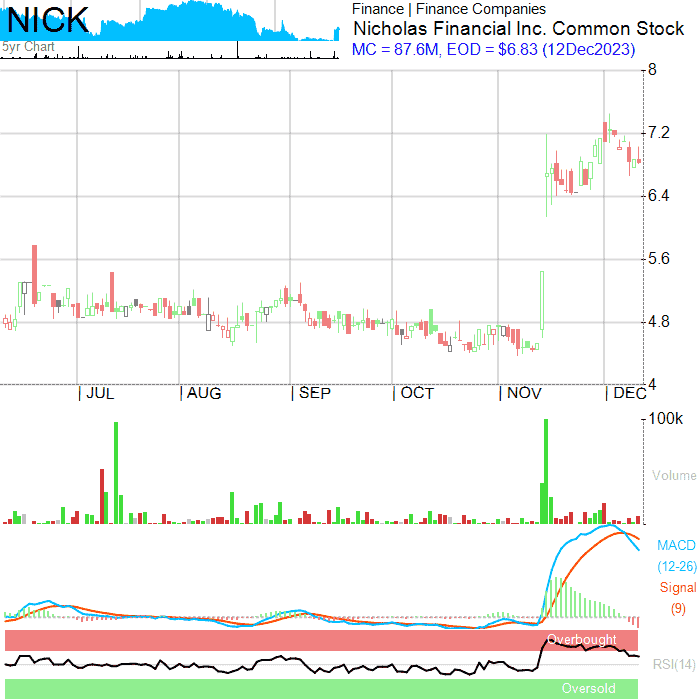 NICK
5yr Chart
Finance | Finance Companies
Nicholas Financial Inc. Common Stock
MC = 87.6M, EOD = $6.83 (12Dec2023)
8
7.2
6.4
5.6
4.8
4
JUL AUG SEP OCT NOV DEC
100k
Volume
MACD
(12-26)
Signal
(9)
Overbought
RSI(14)
Oversold